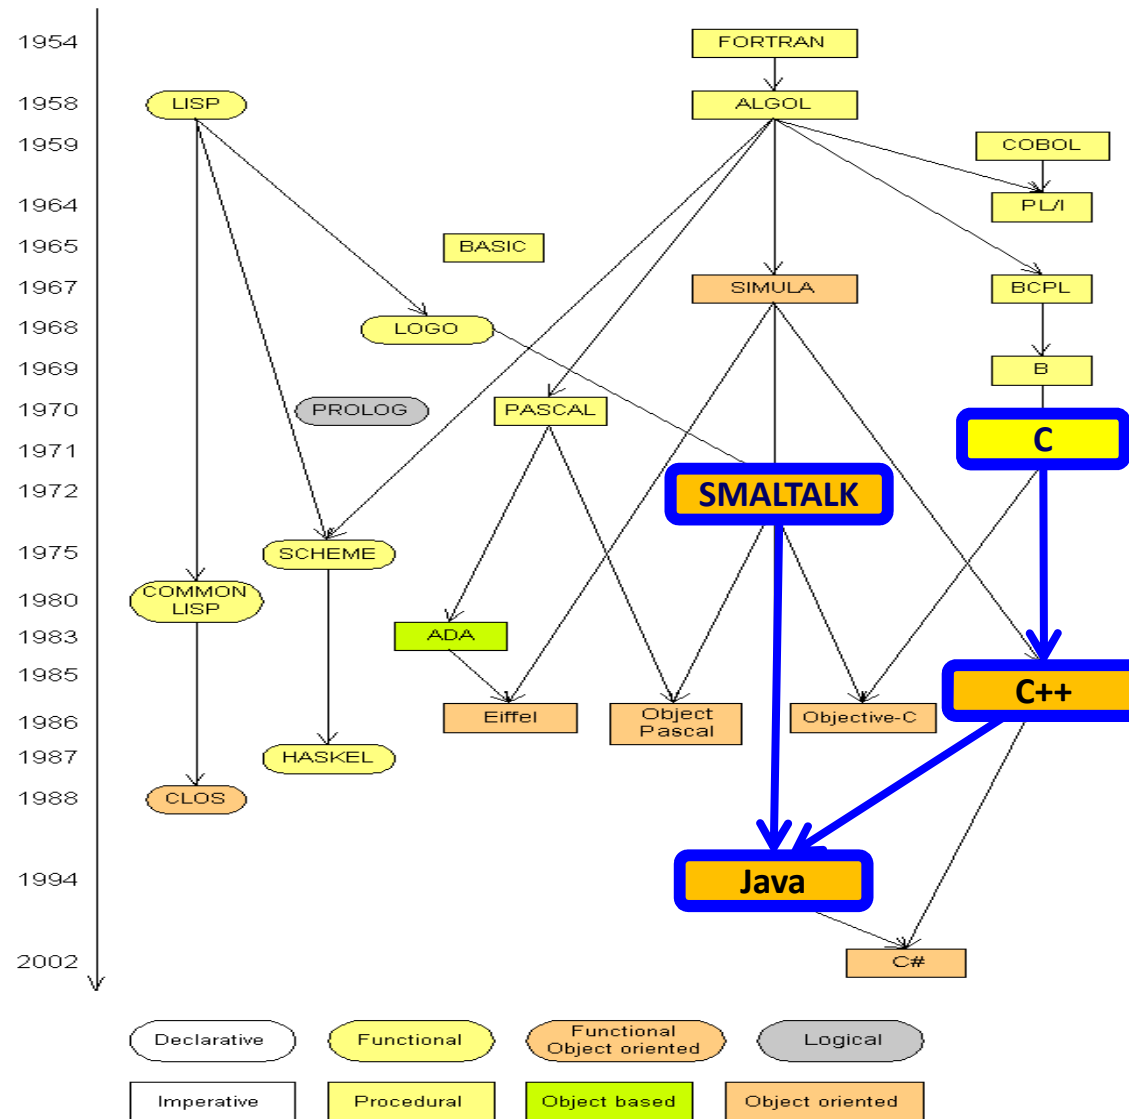 1954
FORTRAN
1958
LISP
ALGOL
1959
COBOL
1964
PL/I
1965
BASIC
1967
SIMULA
BCPL
1968
LOGO
1969
B
1970
PROLOG
PASCAL
C
1971
1972
SMALTALK
1975
SCHEME
1980
COMMON
LISP
1983
ADA
1985
C++
1986
Eiffel
Object
Pascal
Objective-C
1987
HASKEL
1988
CLOS
1994
Java
2002
C#
Declarative
Functional
Functional
Object oriented
Logical
Imperative
Procedural
Object based
Object oriented